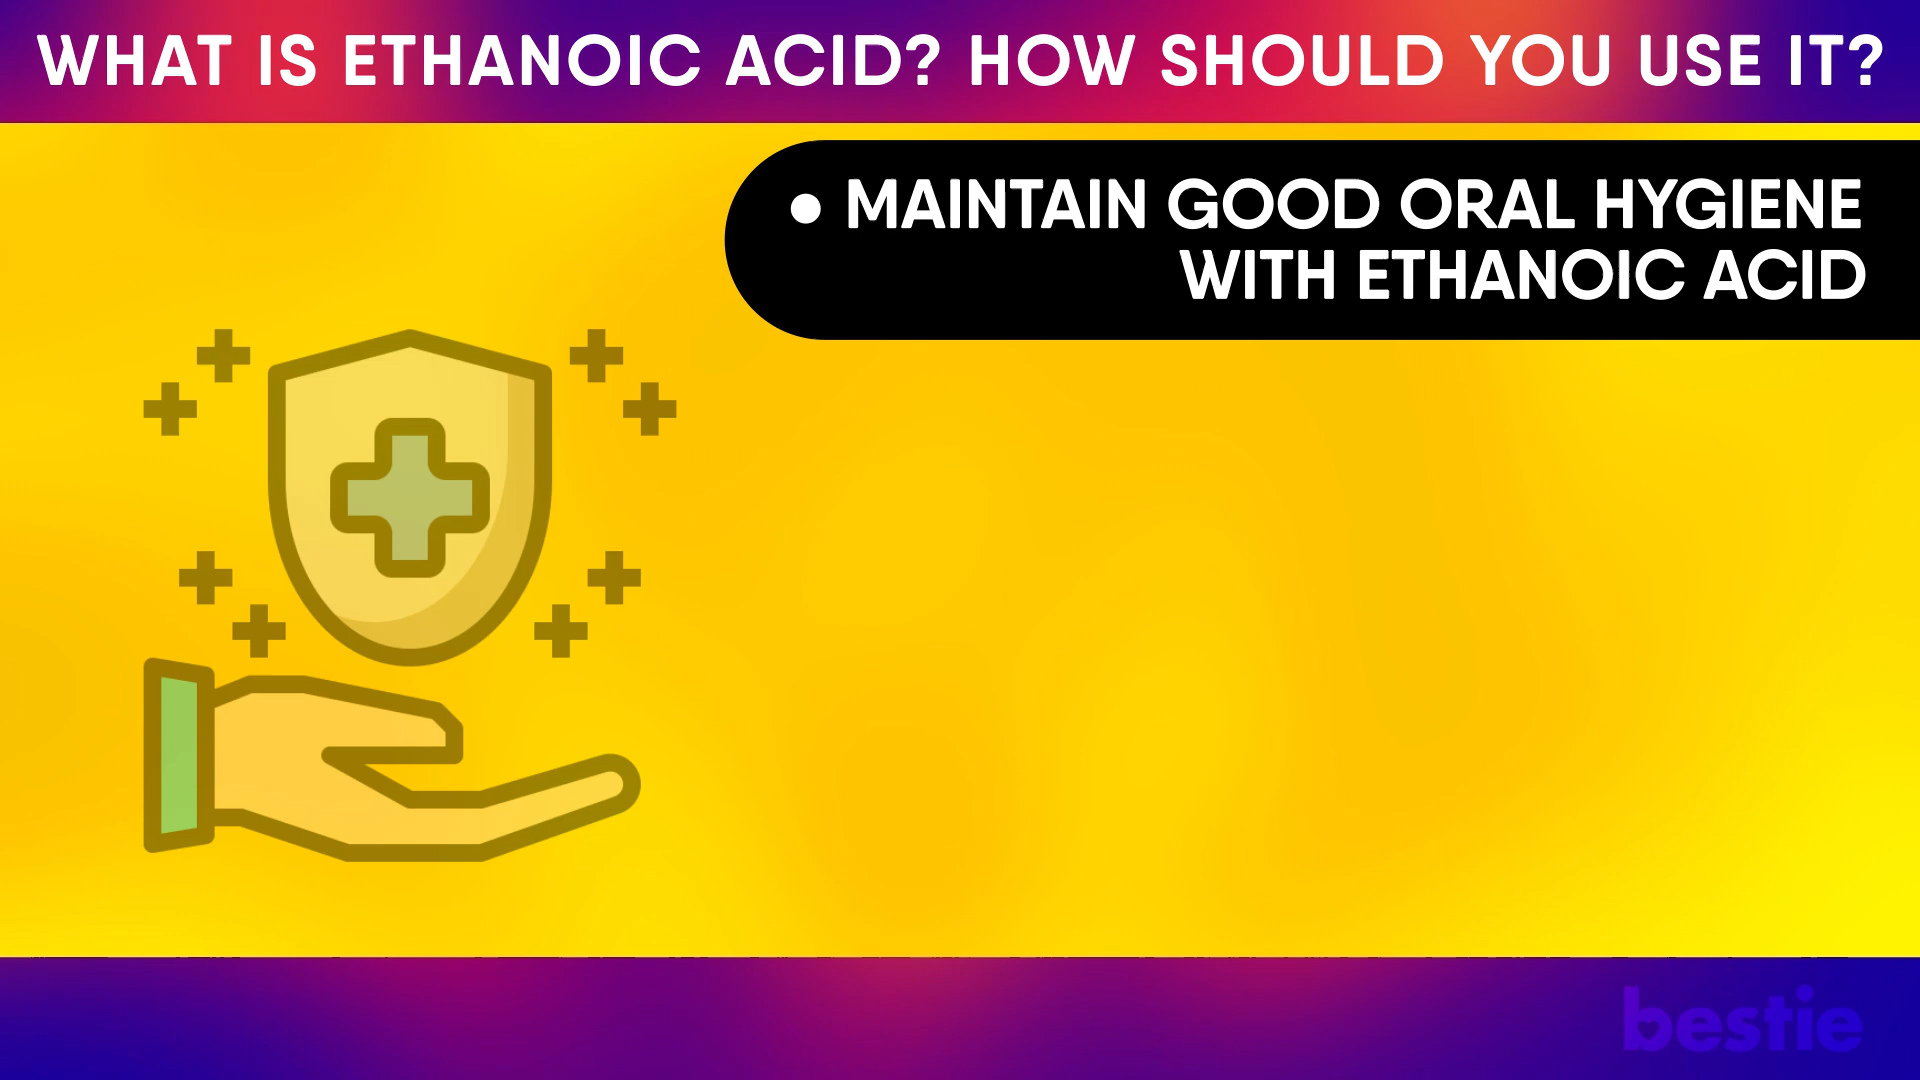 WHAT IS ETHANOIC ACID? HOW SHOULD YOU USE IT?
• MAINTAIN GOOD ORAL HYGIENE
WITH ETHANOIC ACID
bestie